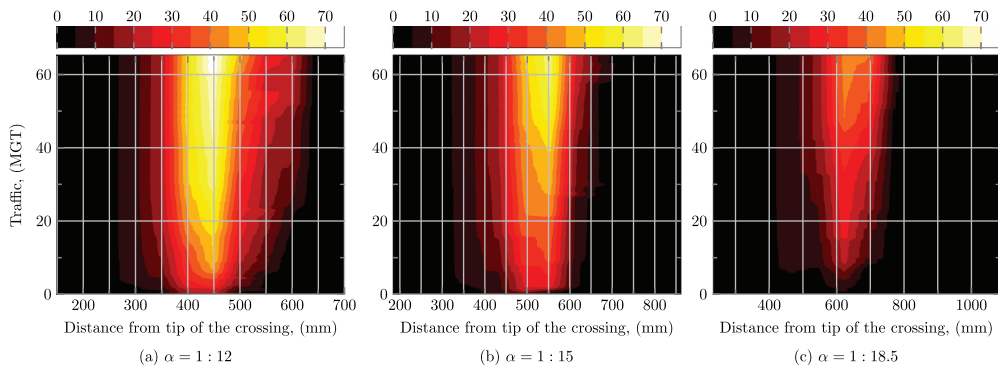 0 10 20 30 40 50 60 70
0 10 20 30 40 50 60 70
0 10 20 30 40 50 60 70
Traffic, (MGT)
60
40
20
0
200 300 400 500 600 700
Distance from tip of the crossing, (mm)
(a) α = 1 : 12
60
40
20
0
200 300 400 500 600 700 800
Distance from tip of the crossing, (mm)
(b) α = 1 : 15
60
40
20
0
400 600 800 1000
Distance from tip of the crossing, (mm)
(c) α = 1 : 18.5